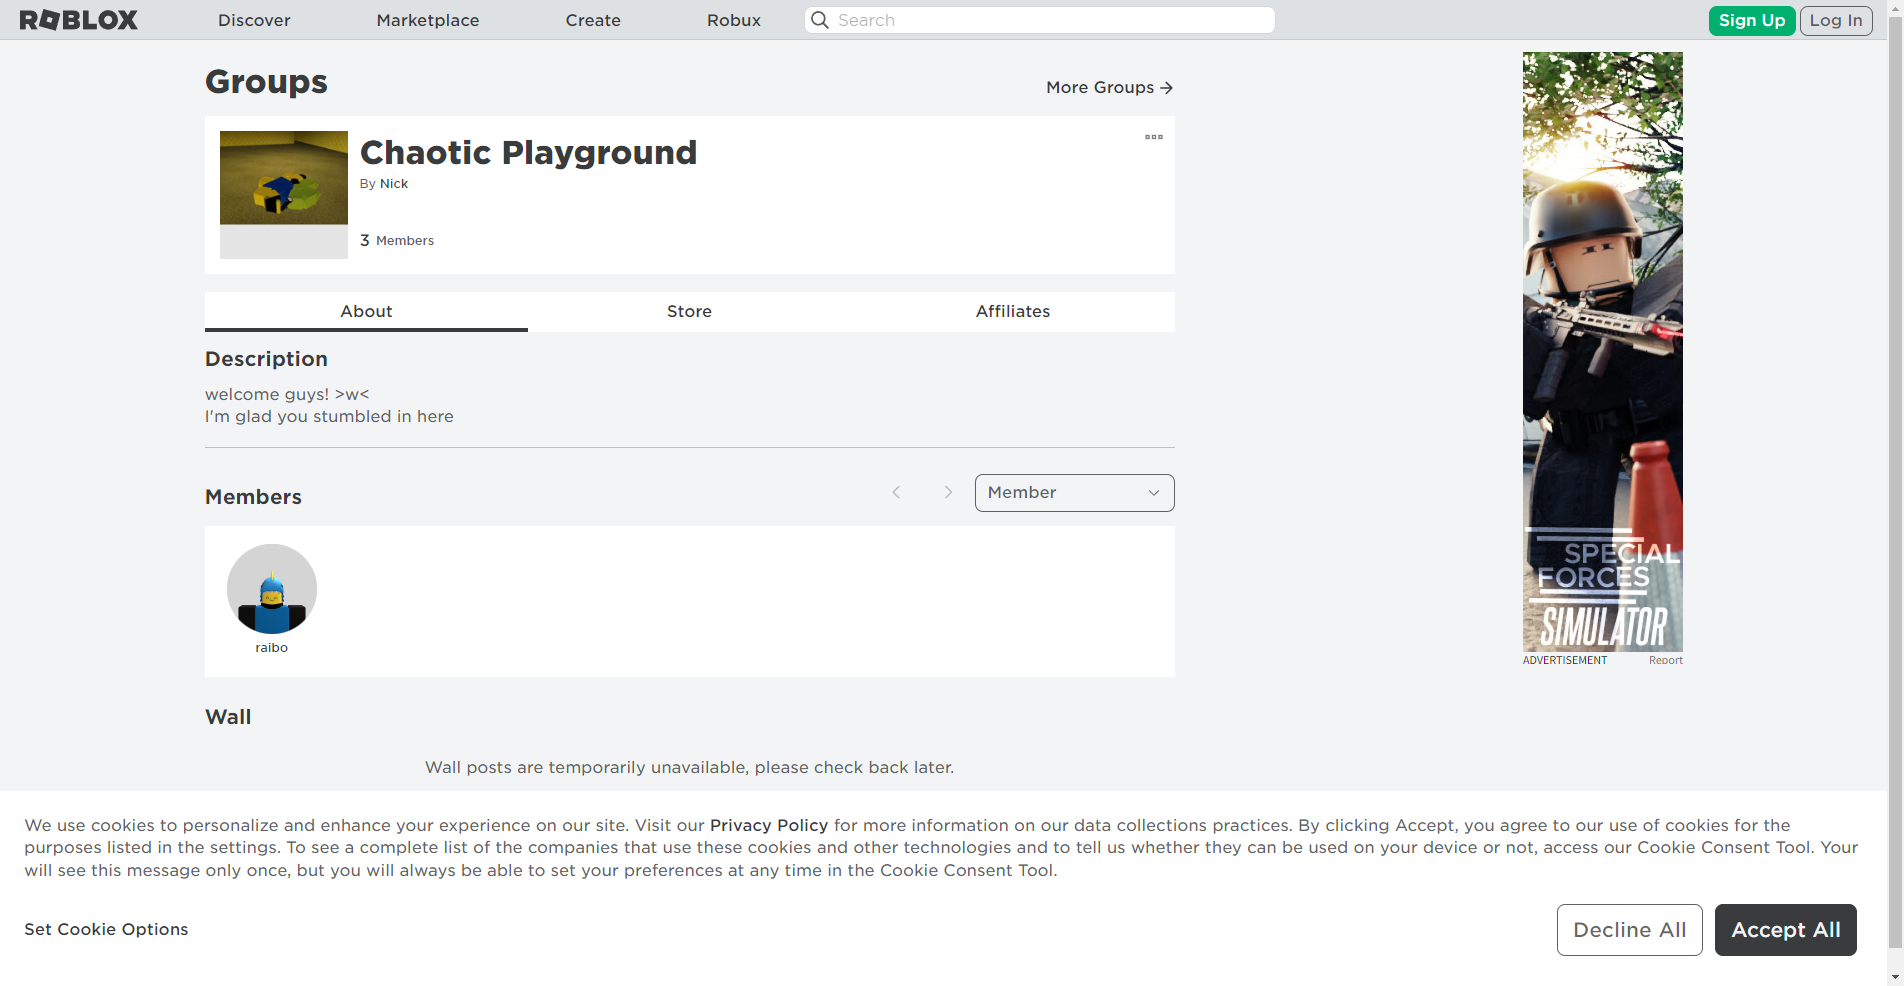 ROBLOX
Discover
Marketplace
Create
Robux
Search
Sign Up
Log In
Groups
More Groups
Chaotic Playground
By Nick
3 Members
About
Store
Affiliates
Description
welcome guys! >w<
I'm glad you stumbled in here
Members
Member
raibo
Wall
Wall posts are temporarily unavailable, please check back later.
SPECIAL
FORCES
SIMULATOR
ADVERTISEMENT
Report
We use cookies to personalize and enhance your experience on our site. Visit our Privacy Policy for more information on our data collections practices. By clicking Accept, you agree to our use of cookies for the
purposes listed in the settings. To see a complete list of the companies that use these cookies and other technologies and to tell us whether they can be used on your device or not, access our Cookie Consent Tool. Your
will see this message only once, but you will always be able to set your preferences at any time in the Cookie Consent Tool.
Set Cookie Options
Decline All
Accept All